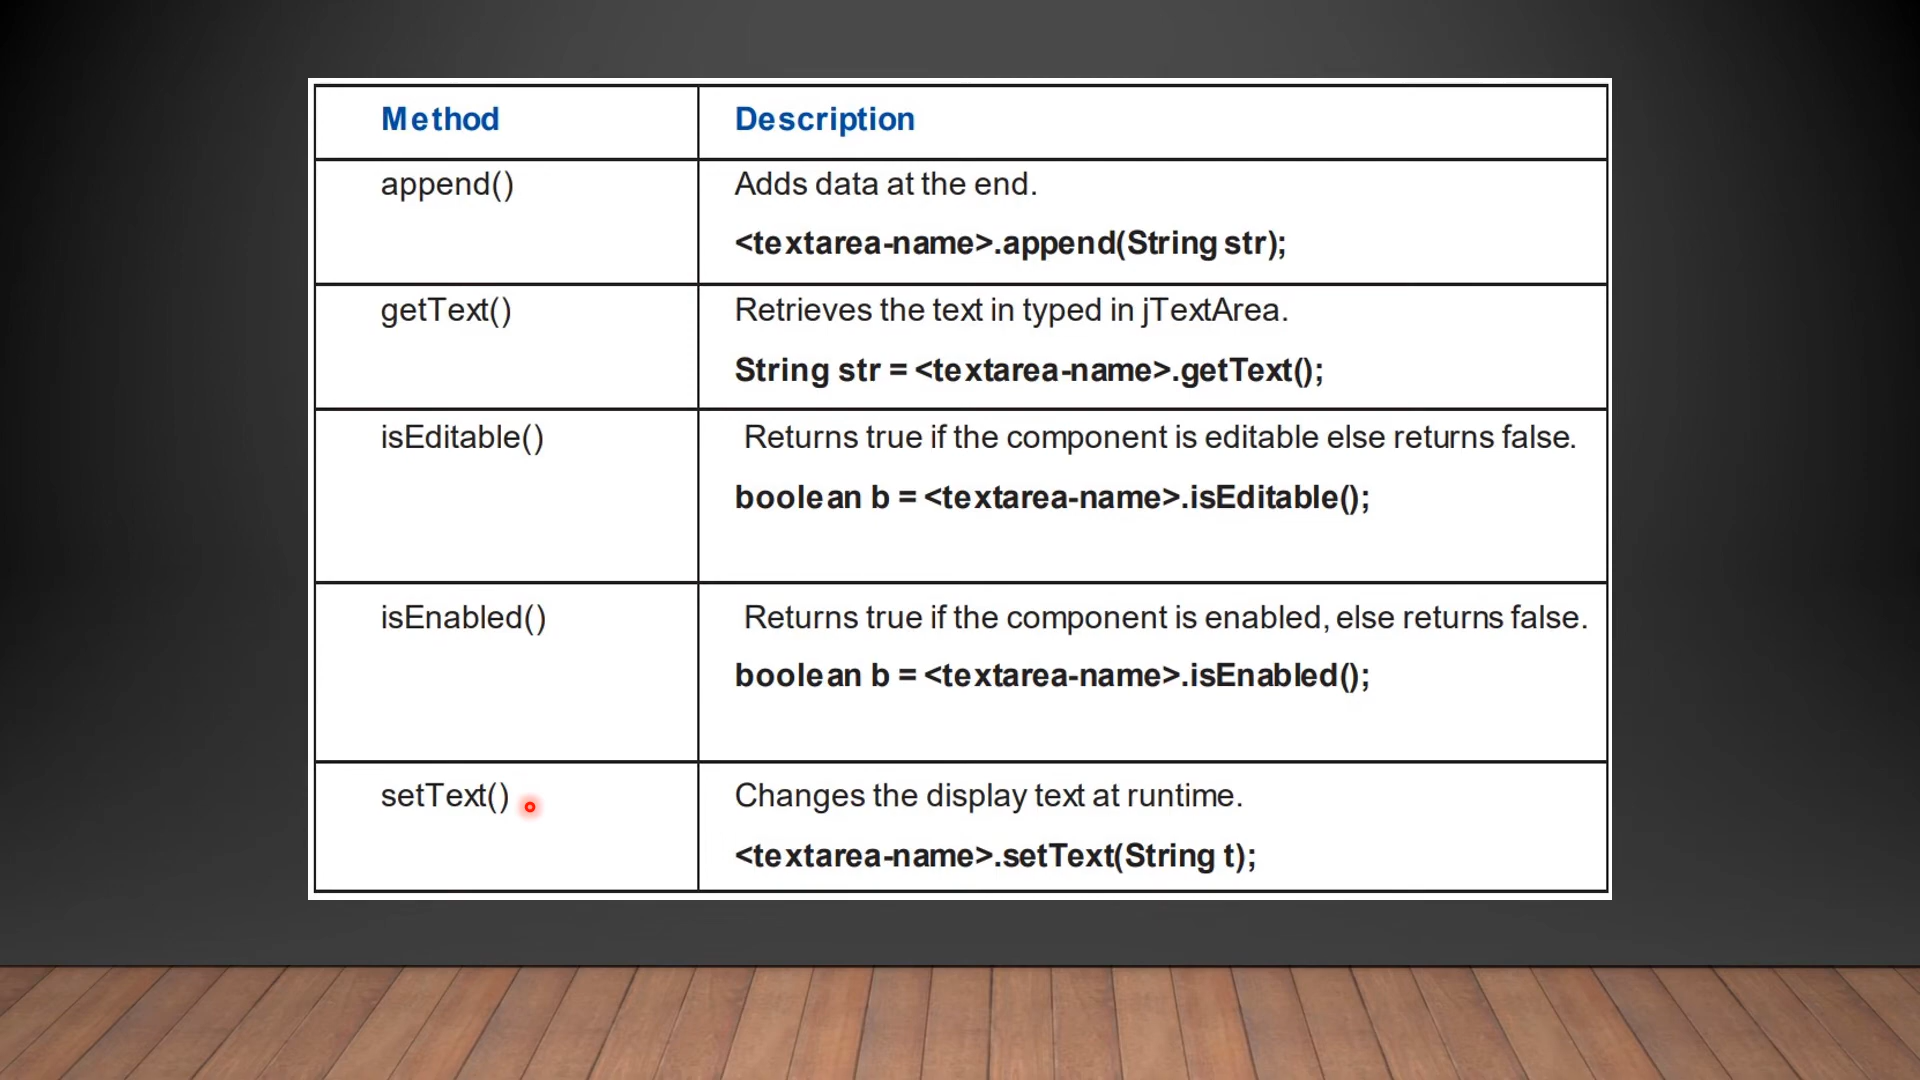 Method Description
append() Adds data at the end.
<textarea-name>.append(String str);
getText() Retrieves the text in typed in jTextArea.
String str = <textarea-name>.getText();
isEditable() Returns true if the component is editable else returns false.
boolean b = <textarea-name>.isEditable();
isEnabled() Returns true if the component is enabled, else returns false.
boolean b = <textarea-name>.isEnabled();
setText() Changes the display text at runtime.
<textarea-name>.setText(String t);